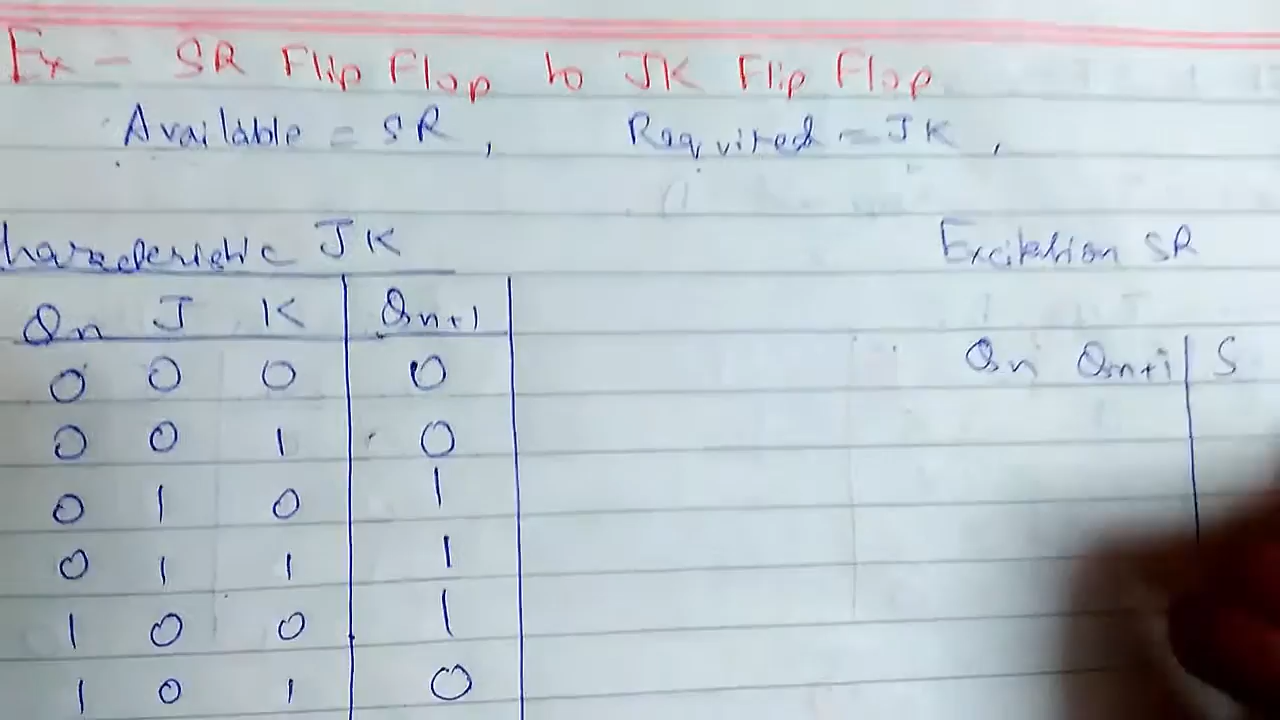 Ex - SR Flip Flop to JK Flip Flop
Available = SR, Required = JK,
haracteristic JK
Excitation SR
Qn J K Qn+1
Qn Qn+1 S
0 0 0 0
0 0 1 0
0 1 0 1
0 1 1 1
1 0 0 1
1 0 1 0